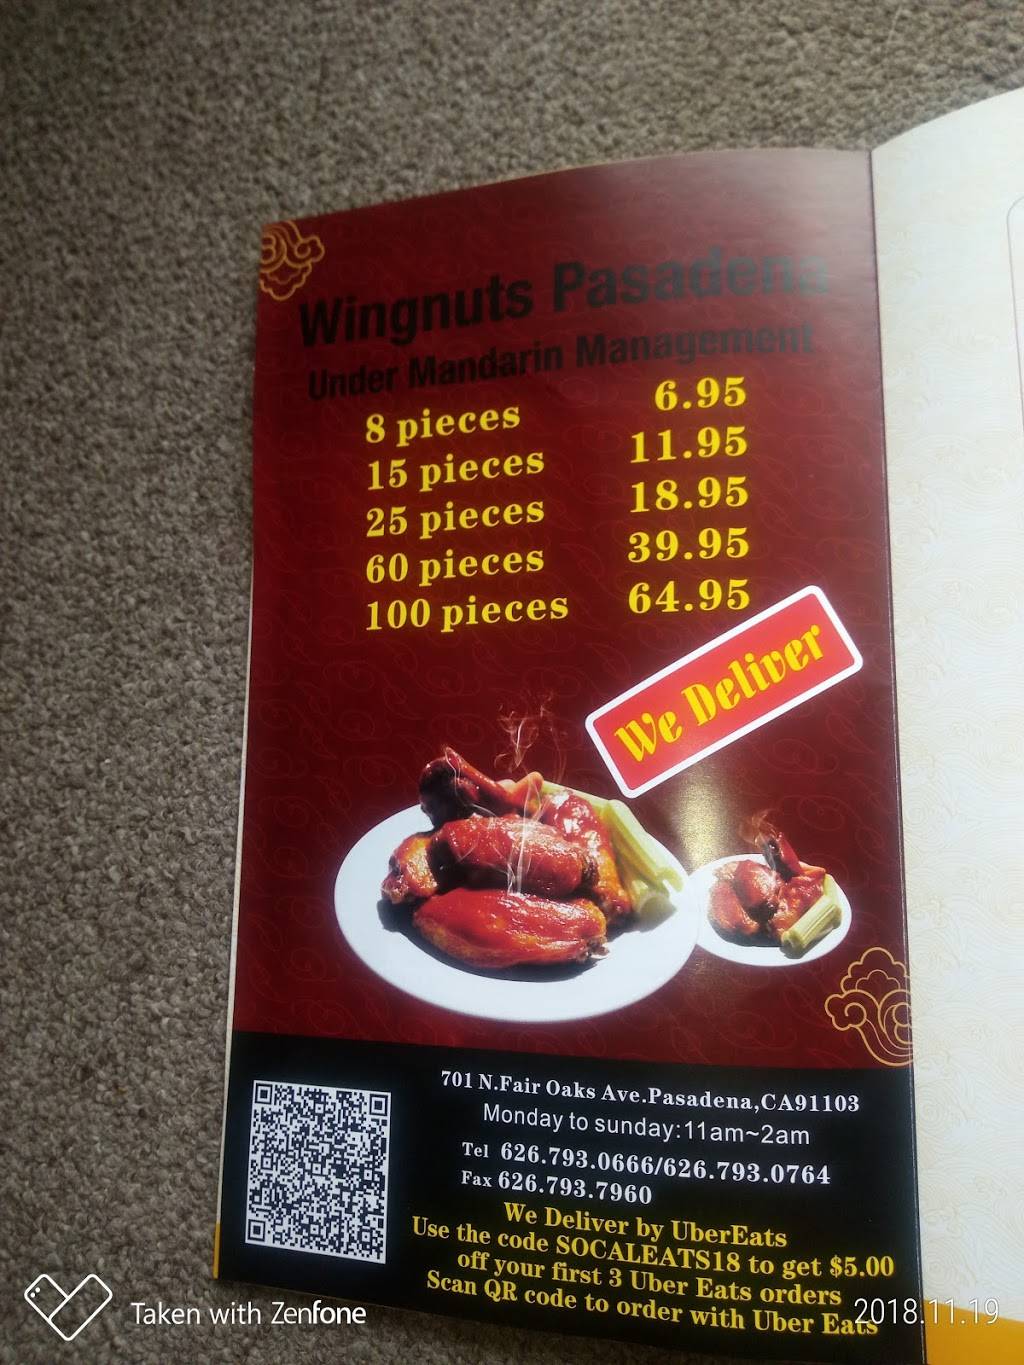 Wingnuts Pasadena
Under Mandarin Management
8 pieces 6.95
15 pieces 11.95
25 pieces 18.95
60 pieces 39.95
100 pieces 64.95
We Deliver
701 N.Fair Oaks Ave.Pasadena,CA91103
Monday to sunday:11am~2am
Tel 626.793.0666/626.793.0764
Fax 626.793.7960
We Deliver by UberEats
Use the code SOCALEATS18 to get $5.00
off your first 3 Uber Eats orders
Scan QR code to order with Uber Eats
Taken with Zenfone
2018.11.19